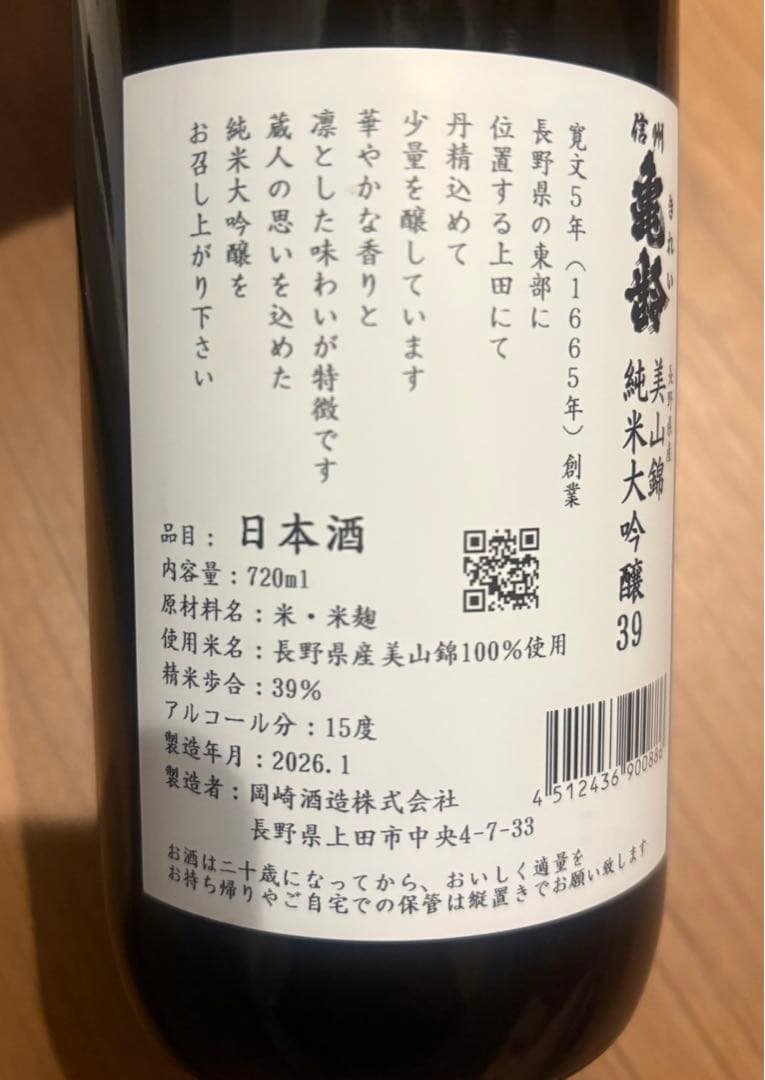 信州
亀齢
きれい
長野県産
美山錦
純米大吟醸39
寛文5年（1665年）創業
長野県の東部に
位置する上田にて
丹精込めて
少量を醸しています
華やかな香りと
凛とした味わいが特徴です
蔵人の思いを込めた
純米大吟醸を
お召し上がり下さい
品目：日本酒
内容量：720ml
原材料名：米・米麹
使用米名：長野県産美山錦100％使用
精米歩合：39％
アルコール分：15度
製造年月：2026.1
製造者：岡崎酒造株式会社
長野県上田市中央4-7-33
4 512436 900886
お酒は二十歳になってから、おいしく適量を
お持ち帰りやご自宅での保管は縦置きでお願い致します